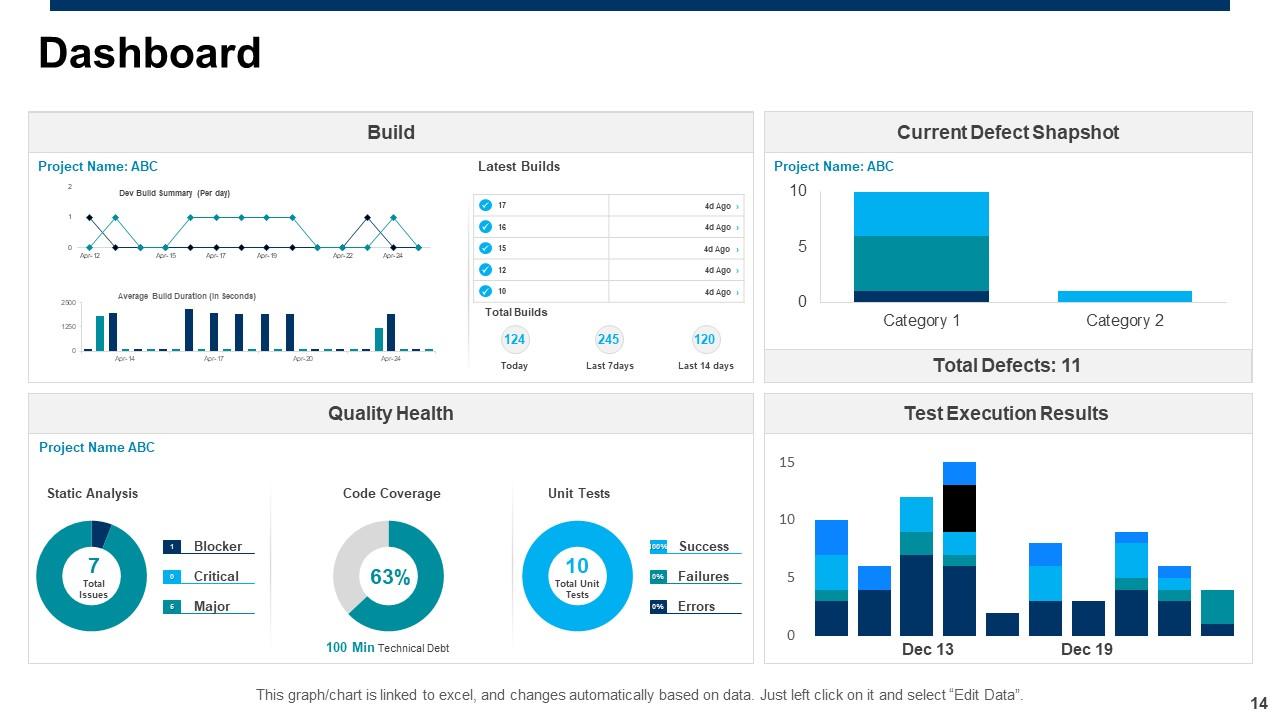 Dashboard
Build
Project Name: ABC
Dev Build Summary (Per day)
2
1
0
Apr-12
Apr-15
Apr-17
Apr-19
Apr-22
Apr-24
Average Build Duration (In Seconds)
2500
1250
0
Apr-14
Apr-17
Apr-20
Apr-24
Latest Builds
17 4d Ago ›
16 4d Ago ›
15 4d Ago ›
12 4d Ago ›
10 4d Ago ›
Total Builds
124 245 120
Today Last 7days Last 14 days
Current Defect Shapshot
Project Name: ABC
10
5
0
Category 1 Category 2
Total Defects: 11
Quality Health
Project Name ABC
Static Analysis
7
Total
Issues
1 Blocker
0 Critical
6 Major
Code Coverage
63%
100 Min Technical Debt
Unit Tests
10
Total Unit
Tests
100% Success
0% Failures
0% Errors
Test Execution Results
15
10
5
0
Dec 13 Dec 19
This graph/chart is linked to excel, and changes automatically based on data. Just left click on it and select “Edit Data”.
14